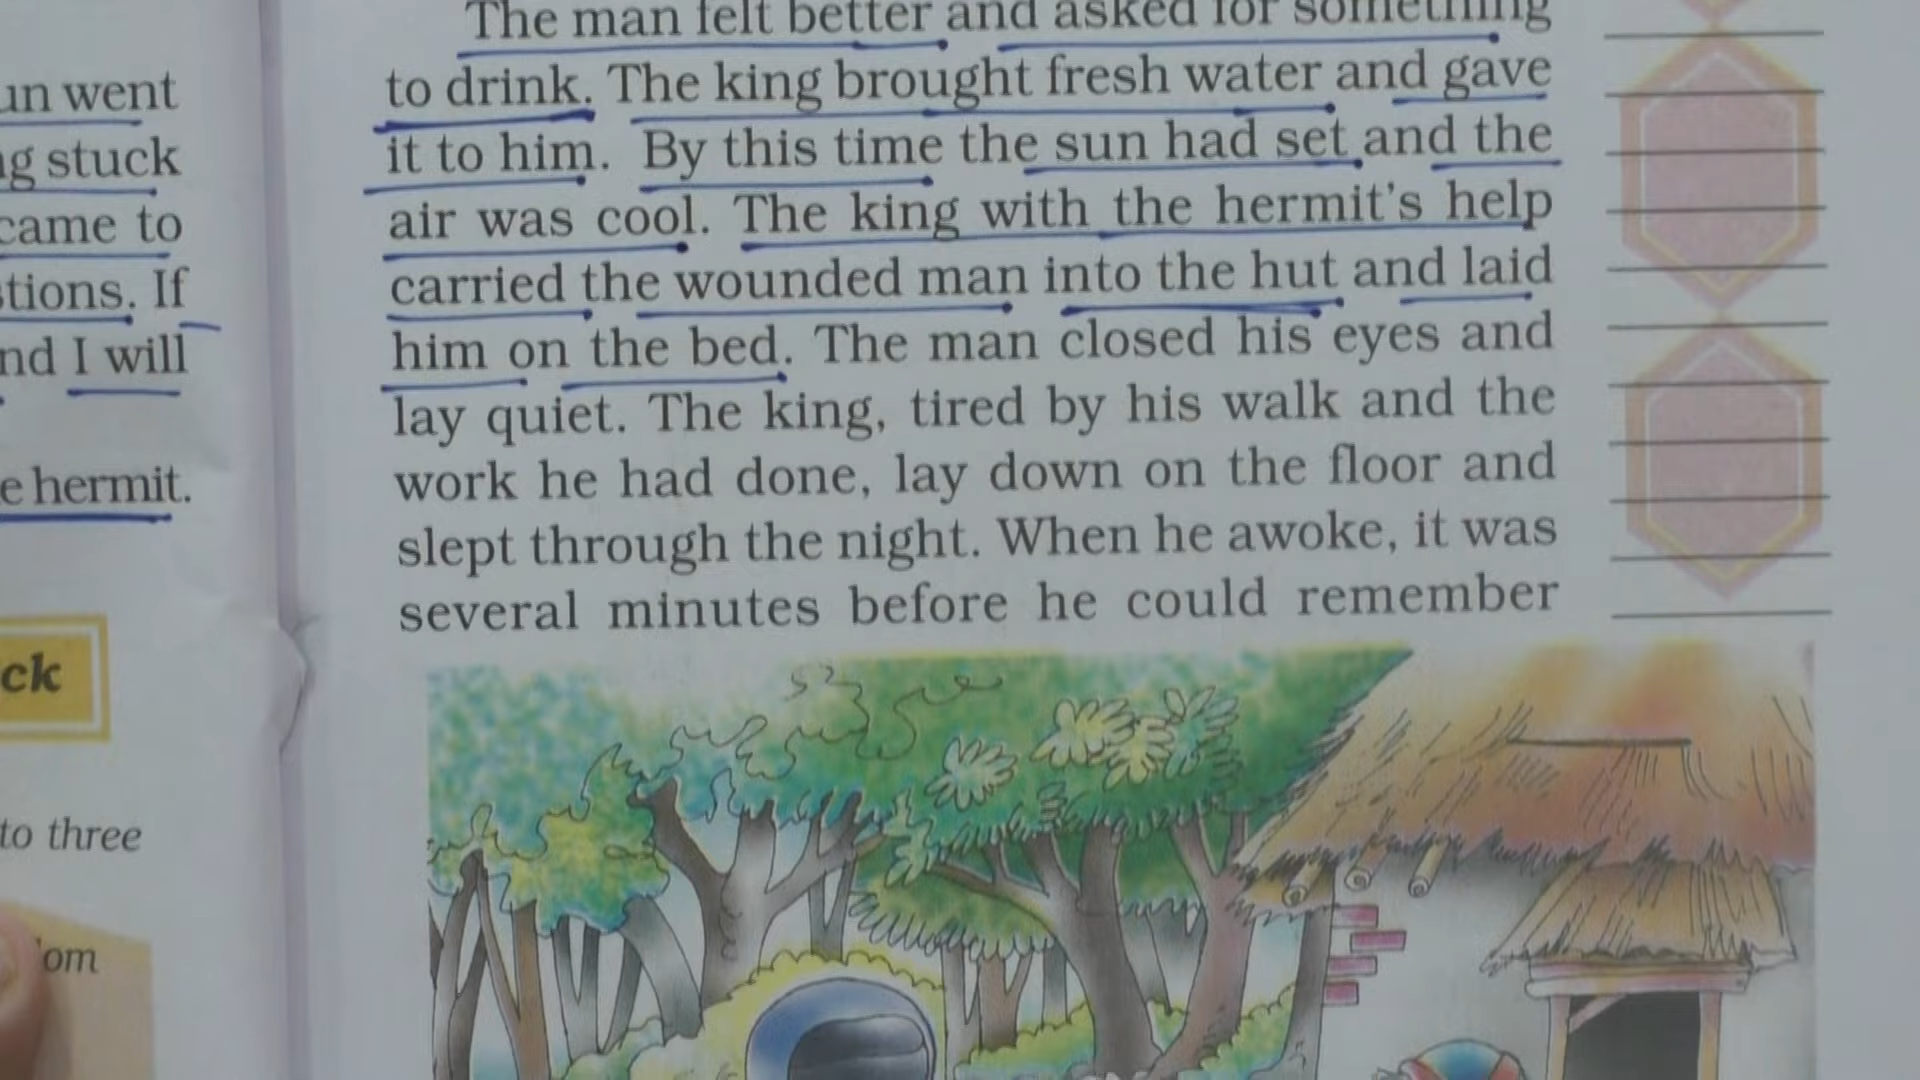 un went
g stuck
came to
tions. If
nd I will
e hermit.
ck
to three
om
The man felt better and asked for something
to drink. The king brought fresh water and gave
it to him. By this time the sun had set and the
air was cool. The king with the hermit's help
carried the wounded man into the hut and laid
him on the bed. The man closed his eyes and
lay quiet. The king, tired by his walk and the
work he had done, lay down on the floor and
slept through the night. When he awoke, it was
several minutes before he could remember